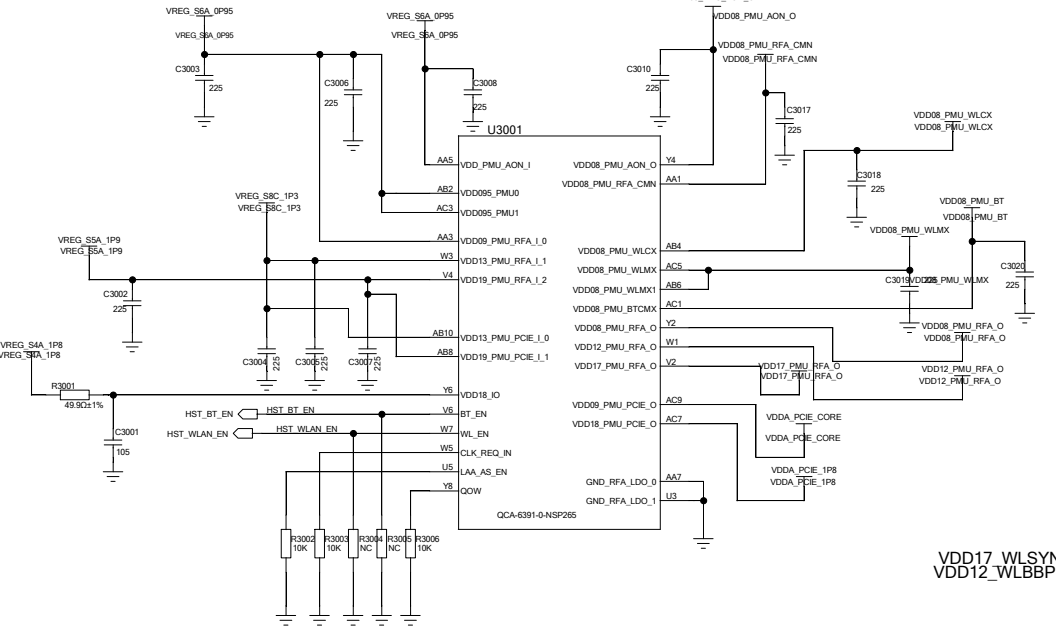 VREG_S6A_0P95
VREG_S6A_0P95
C3003
225
C3006
225
VREG_S6A_0P95
VREG_S6A_0P95
C3008
225
VDD08_PMU_AON_O
C3010
225
VDD08_PMU_RFA_CMN
VDD08_PMU_RFA_CMN
C3017
225
VDD08_PMU_WLCX
VDD08_PMU_WLCX
C3018
225
VDD08_PMU_BT
VDD08_PMU_BT
C3020
225
VDD08_PMU_WLMX
C3019
225
VDD08_PMU_WLMX
VREG_S8C_1P3
VREG_S8C_1P3
VREG_S5A_1P9
VREG_S5A_1P9
C3002
225
C3004
225
C3005
225
C3007
225
VREG_S4A_1P8
VREG_S4A_1P8
R3001
49.9Ω±1%
C3001
105
HST_BT_EN
HST_BT_EN
HST_WLAN_EN
HST_WLAN_EN
U3001
AA5 VDD_PMU_AON_I
AB2 VDD095_PMU0
AC3 VDD095_PMU1
AA3 VDD09_PMU_RFA_I_0
W3 VDD13_PMU_RFA_I_1
V4 VDD19_PMU_RFA_I_2
AB10 VDD13_PMU_PCIE_I_0
AB8 VDD19_PMU_PCIE_I_1
Y6 VDD18_IO
V6 BT_EN
W7 WL_EN
W5 CLK_REQ_IN
U5 LAA_AS_EN
Y8 QOW
VDD08_PMU_AON_O Y4
VDD08_PMU_RFA_CMN AA1
VDD08_PMU_WLCX AB4
VDD08_PMU_WLMX AC5
VDD08_PMU_WLMX1 AB6
VDD08_PMU_BTCMX AC1
VDD08_PMU_RFA_O Y2
VDD12_PMU_RFA_O W1
VDD17_PMU_RFA_O V2
VDD09_PMU_PCIE_O AC9
VDD18_PMU_PCIE_O AC7
GND_RFA_LDO_0 AA7
GND_RFA_LDO_1 U3
QCA-6391-0-NSP265
VDD08_PMU_RFA_O
VDD08_PMU_RFA_O
VDD17_PMU_RFA_O
VDD17_PMU_RFA_O
VDD12_PMU_RFA_O
VDD12_PMU_RFA_O
VDDA_PCIE_CORE
VDDA_PCIE_CORE
VDDA_PCIE_1P8
VDDA_PCIE_1P8
R3002
10K
R3003
10K
R3004
NC
R3005
NC
R3006
10K
VDD17_WLSYN
VDD12_WLBBP